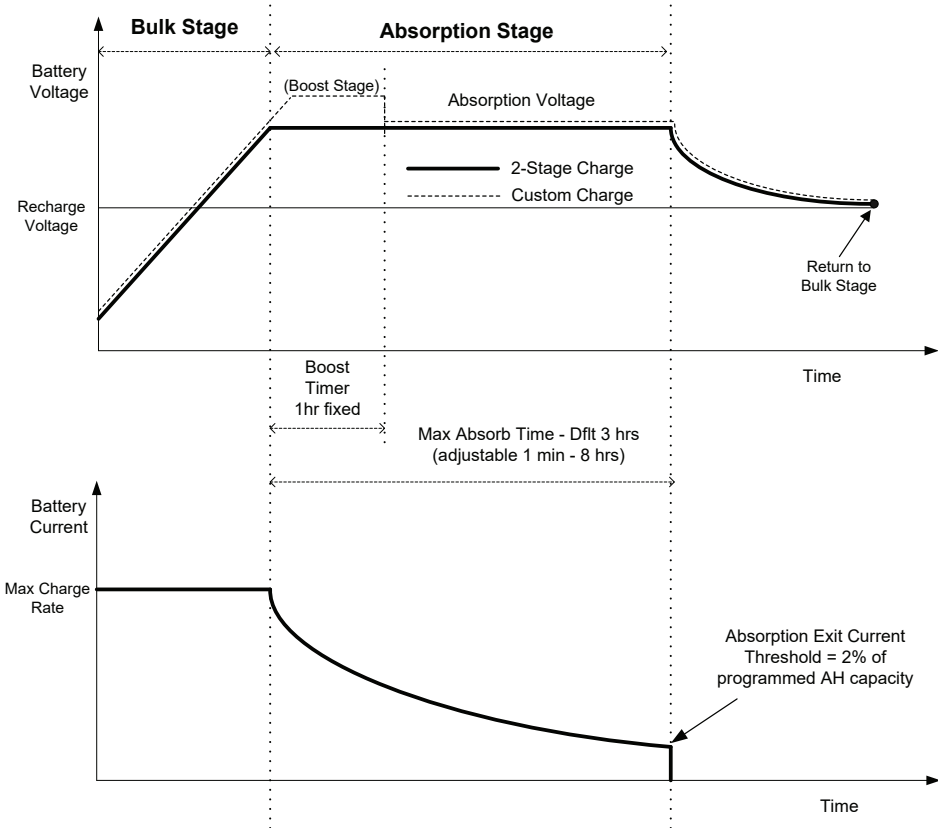 Bulk Stage
Absorption Stage
Battery
Voltage
(Boost Stage)
Absorption Voltage
2-Stage Charge
Custom Charge
Recharge
Voltage
Return to
Bulk Stage
Time
Boost
Timer
1hr fixed
Max Absorb Time - Dflt 3 hrs
(adjustable 1 min - 8 hrs)
Battery
Current
Max Charge
Rate
Absorption Exit Current
Threshold = 2% of
programmed AH capacity
Time